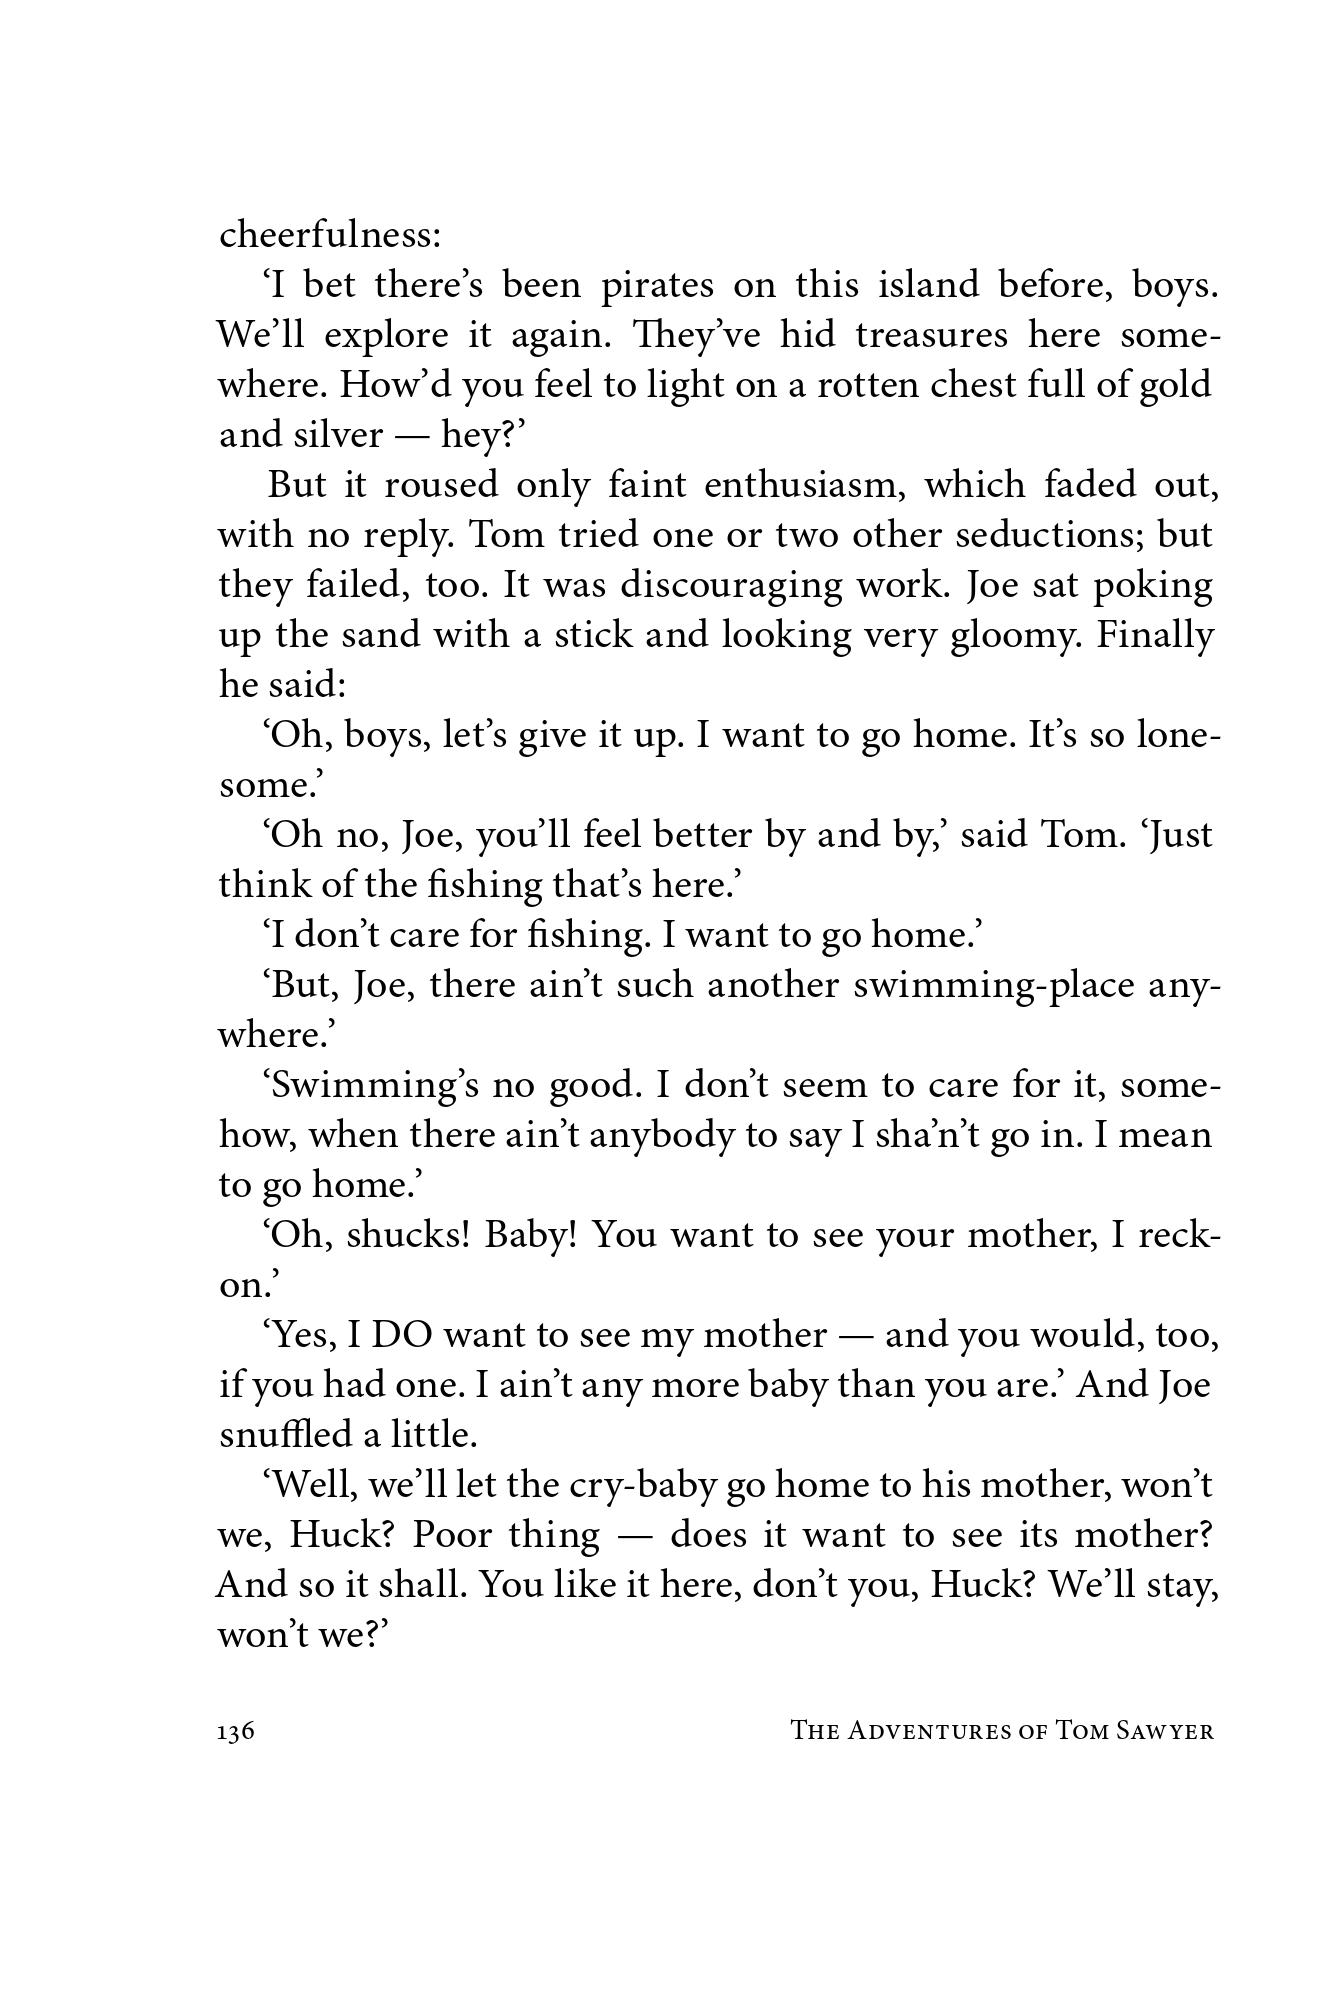 cheerfulness:
‘I bet there’s been pirates on this island before, boys.
We’ll explore it again. They’ve hid treasures here some-
where. How’d you feel to light on a rotten chest full of gold
and silver — hey?’
But it roused only faint enthusiasm, which faded out,
with no reply. Tom tried one or two other seductions; but
they failed, too. It was discouraging work. Joe sat poking
up the sand with a stick and looking very gloomy. Finally
he said:
‘Oh, boys, let’s give it up. I want to go home. It’s so lone-
some.’
‘Oh no, Joe, you’ll feel better by and by,’ said Tom. ‘Just
think of the fishing that’s here.’
‘I don’t care for fishing. I want to go home.’
‘But, Joe, there ain’t such another swimming-place any-
where.’
‘Swimming’s no good. I don’t seem to care for it, some-
how, when there ain’t anybody to say I sha’n’t go in. I mean
to go home.’
‘Oh, shucks! Baby! You want to see your mother, I reck-
on.’
‘Yes, I DO want to see my mother — and you would, too,
if you had one. I ain’t any more baby than you are.’ And Joe
snuffled a little.
‘Well, we’ll let the cry-baby go home to his mother, won’t
we, Huck? Poor thing — does it want to see its mother?
And so it shall. You like it here, don’t you, Huck? We’ll stay,
won’t we?’
136 The Adventures of Tom Sawyer